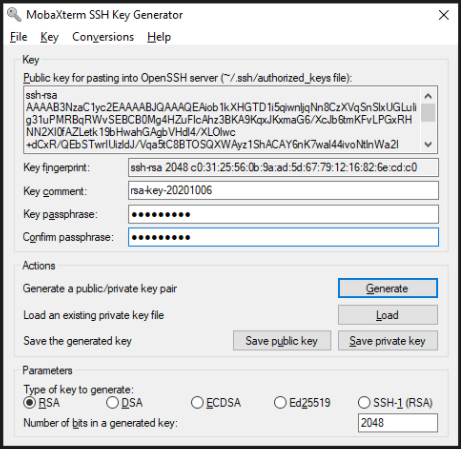 MobaXterm SSH Key Generator
File Key Conversions Help
Key
Public key for pasting into OpenSSH server (~/.ssh/authorized_keys file):
ssh-rsa
AAAAB3NzaC1yc2EAAAABJQAAAQEAiob1kXHGTD1i5qiwnljqNn8CzXVqSnSlxUGLuli
g31uPMRBqRWvSEBCB0Mg4HZuFlcAhz3BKA9KqxJKxmaG6/XcJb6tmKFvLPGxRH
NN2XI0fAZLetk19bHwahGAgbVHdI4/XLOlwc
+dCxR/QEbSTwrIUizldJ/Vqa5tC8BTOSQXWAyz1ShACAY6nK7wal44ivoNtlnWa2l
Key fingerprint: ssh-rsa 2048 c0:31:25:56:0b:9a:ad:5d:67:79:12:16:82:6e:cd:c0
Key comment: rsa-key-20201006
Key passphrase: ●●●●●●●●●
Confirm passphrase: ●●●●●●●●●
Actions
Generate a public/private key pair Generate
Load an existing private key file Load
Save the generated key Save public key Save private key
Parameters
Type of key to generate:
RSA DSA ECDSA Ed25519 SSH-1 (RSA)
Number of bits in a generated key: 2048